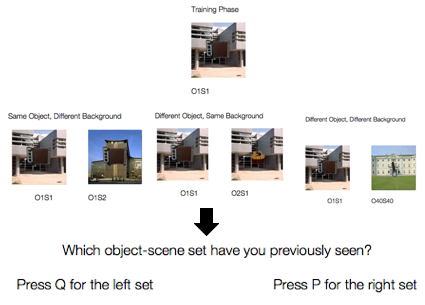 Training Phase
O1S1
Same Object, Different Background
Different Object, Same Background
Different Object, Different Background
O1S1
O1S2
O1S1
O2S1
O1S1
O40S40
Which object-scene set have you previously seen?
Press Q for the left set
Press P for the right set